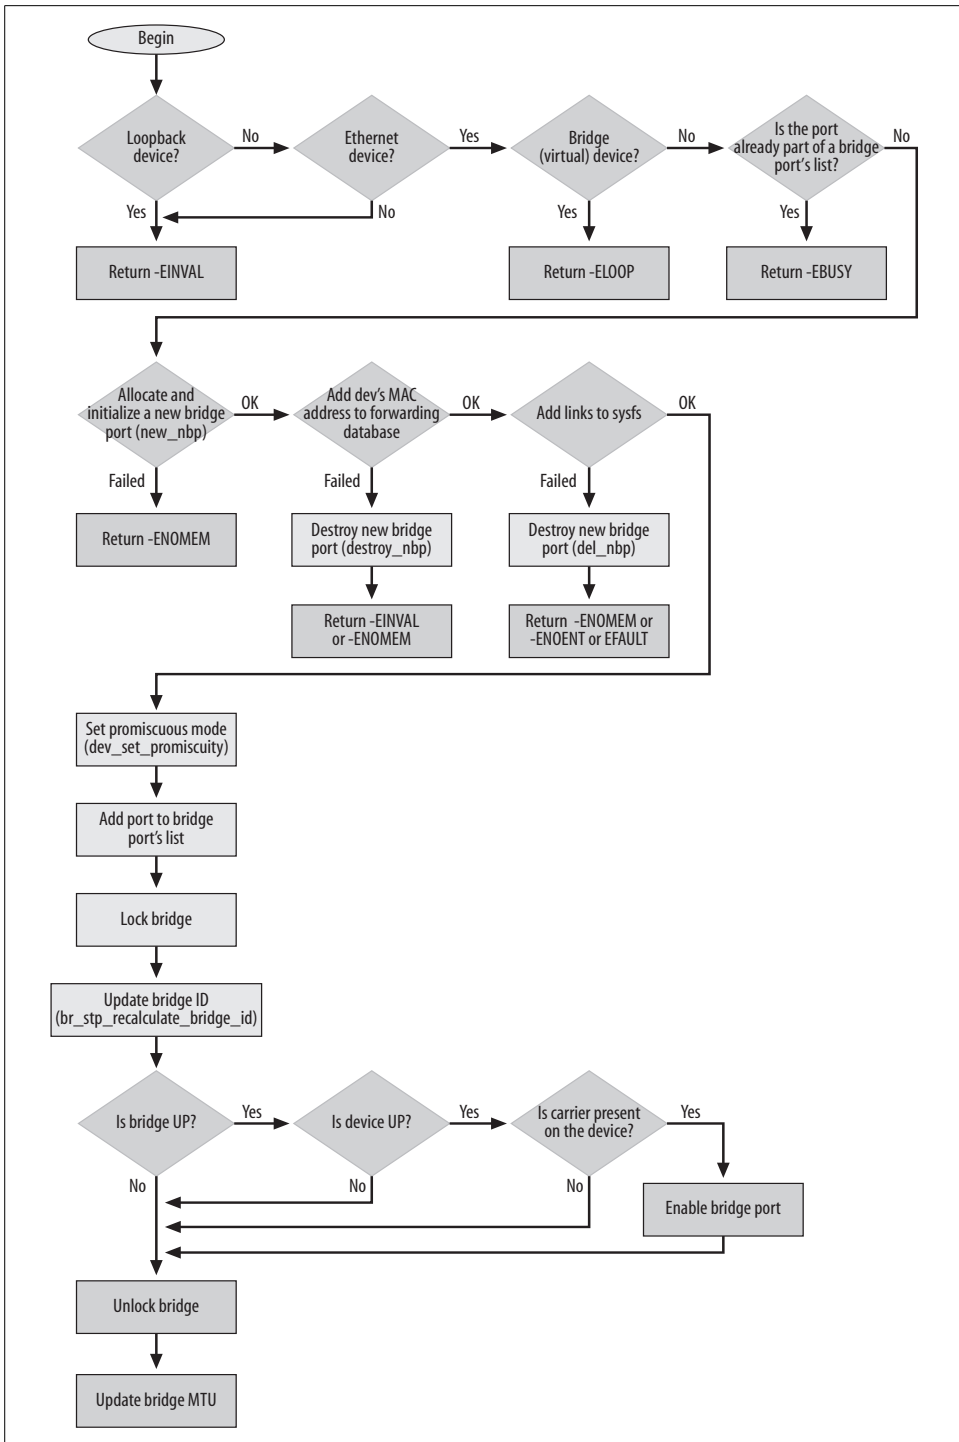 Begin
Loopback
device?
No
Ethernet
device?
Yes
Bridge
(virtual) device?
No
Is the port
already part of a bridge
port's list?
No
Yes
No
Yes
Yes
Return -EINVAL
Return -ELOOP
Return -EBUSY
Allocate and
initialize a new bridge
port (new_nbp)
OK
Add dev's MAC
address to forwarding
database
OK
Add links to sysfs
OK
Failed
Failed
Failed
Return -ENOMEM
Destroy new bridge
port (destroy_nbp)
Destroy new bridge
port (del_nbp)
Return -EINVAL
or -ENOMEM
Return -ENOMEM or
-ENOENT or EFAULT
Set promiscuous mode
(dev_set_promiscuity)
Add port to bridge
port's list
Lock bridge
Update bridge ID
(br_stp_recalculate_bridge_id)
Is bridge UP?
Yes
Is device UP?
Yes
Is carrier present
on the device?
Yes
No
No
No
Enable bridge port
Unlock bridge
Update bridge MTU